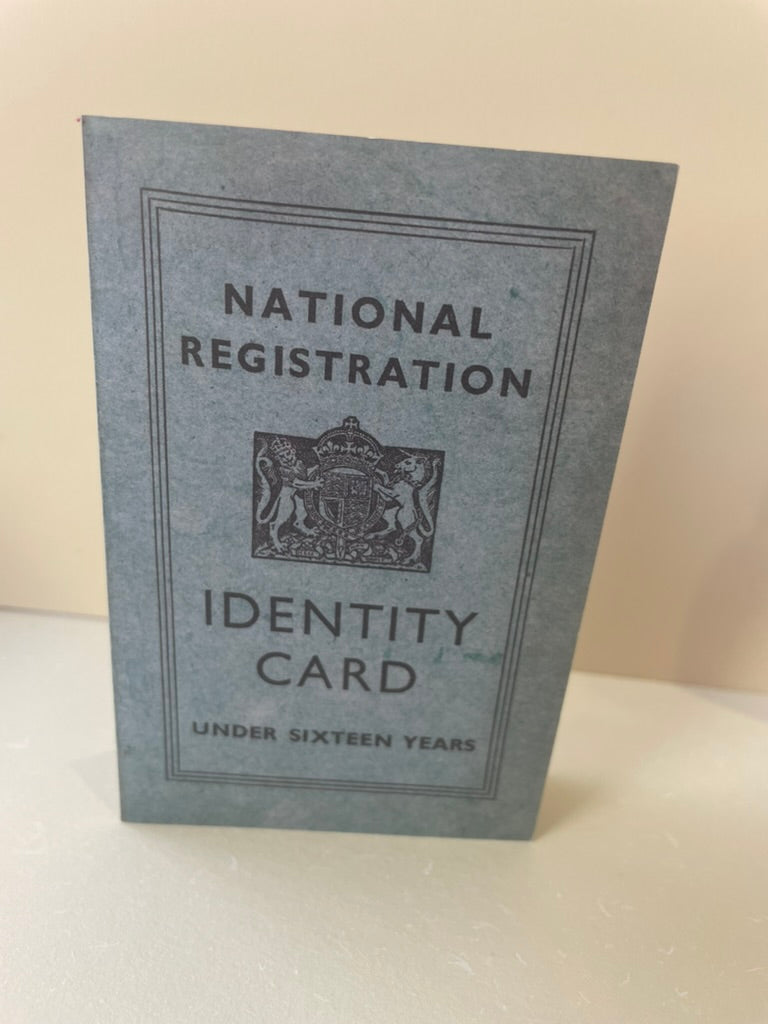 NATIONAL
REGISTRATION
IDENTITY
CARD
UNDER SIXTEEN YEARS